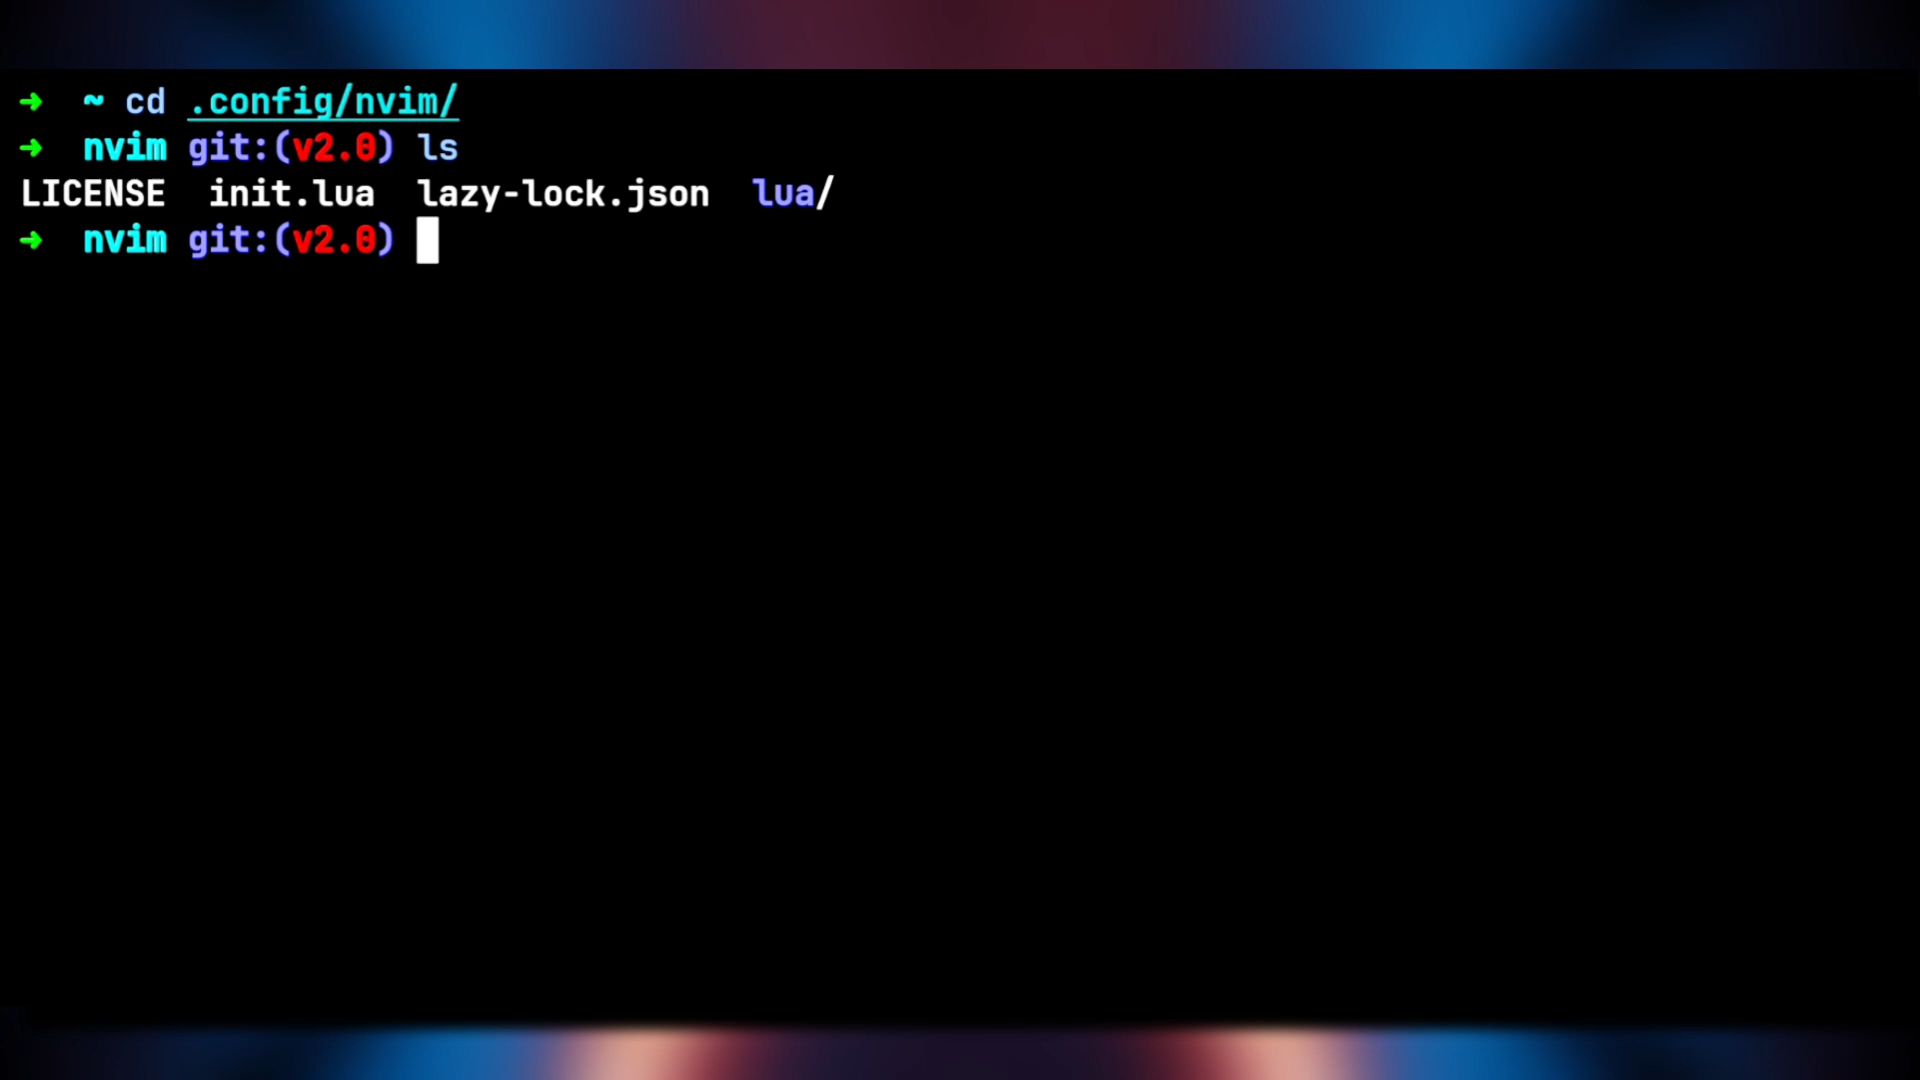 ➜  ~ cd .config/nvim/
➜  nvim git:(v2.0) ls
LICENSE  init.lua  lazy-lock.json  lua/
➜  nvim git:(v2.0)